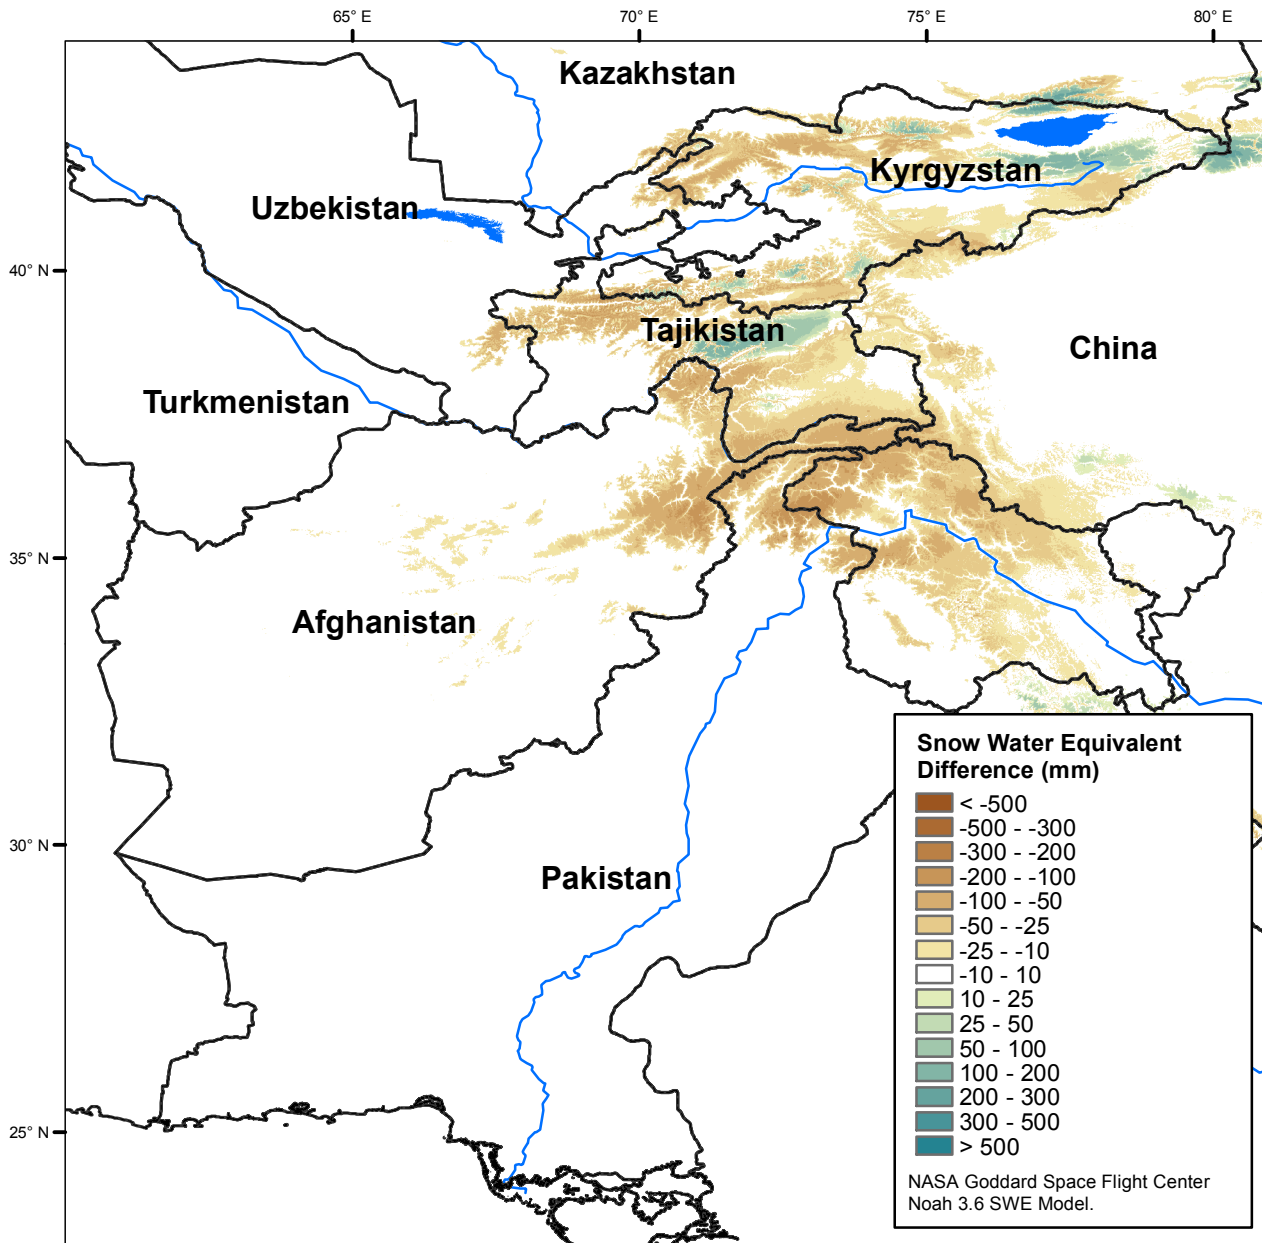 65° E
70° E
75° E
80° E
Kazakhstan
Kyrgyzstan
Uzbekistan
40° N
Tajikistan
China
Turkmenistan
35° N
Afghanistan
30° N
Pakistan
25° N
Snow Water Equivalent
Difference (mm)
< -500
-500 - -300
-300 - -200
-200 - -100
-100 - -50
-50 - -25
-25 - -10
-10 - 10
10 - 25
25 - 50
50 - 100
100 - 200
200 - 300
300 - 500
> 500
NASA Goddard Space Flight Center
Noah 3.6 SWE Model.